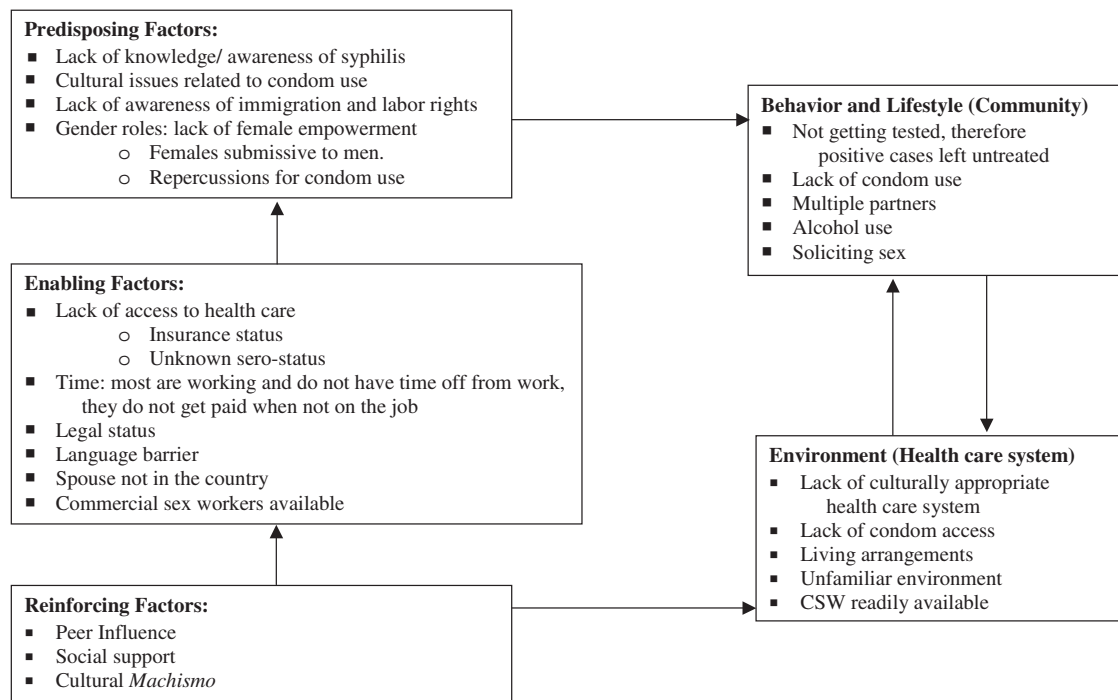 Predisposing Factors:
▪ Lack of knowledge/ awareness of syphilis
▪ Cultural issues related to condom use
▪ Lack of awareness of immigration and labor rights
▪ Gender roles: lack of female empowerment
o Females submissive to men.
o Repercussions for condom use
Enabling Factors:
▪ Lack of access to health care
o Insurance status
o Unknown sero-status
▪ Time: most are working and do not have time off from work,
they do not get paid when not on the job
▪ Legal status
▪ Language barrier
▪ Spouse not in the country
▪ Commercial sex workers available
Reinforcing Factors:
▪ Peer Influence
▪ Social support
▪ Cultural Machismo
Behavior and Lifestyle (Community)
▪ Not getting tested, therefore
positive cases left untreated
▪ Lack of condom use
▪ Multiple partners
▪ Alcohol use
▪ Soliciting sex
Environment (Health care system)
▪ Lack of culturally appropriate
health care system
▪ Lack of condom access
▪ Living arrangements
▪ Unfamiliar environment
▪ CSW readily available